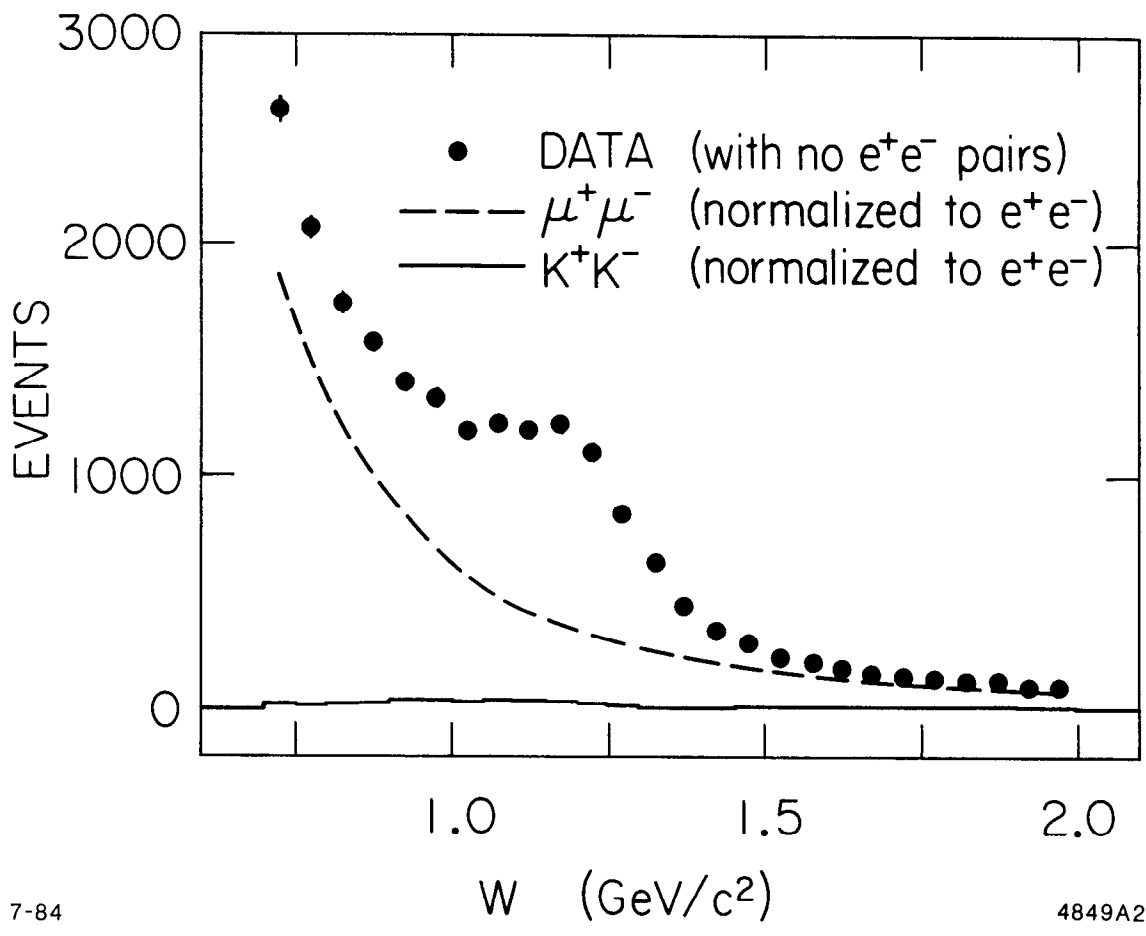 3000
2000
1000
0
EVENTS
DATA (with no e⁺e⁻ pairs)
μ⁺μ⁻ (normalized to e⁺e⁻)
K⁺K⁻ (normalized to e⁺e⁻)
1.0 1.5 2.0
W (GeV/c²)
7-84 4849A2